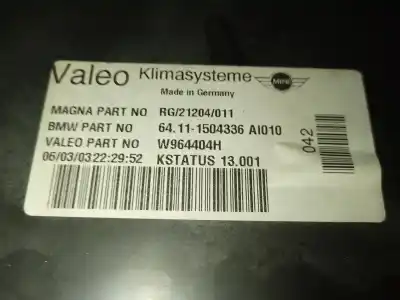 Valeo Klimasysteme MINI
Made in Germany
MAGNA PART NO RG/21204/011
BMW PART NO 64.11-1504336 AI010
VALEO PART NO W964404H
06/03/03 22:29:52 KSTATUS 13.001
042